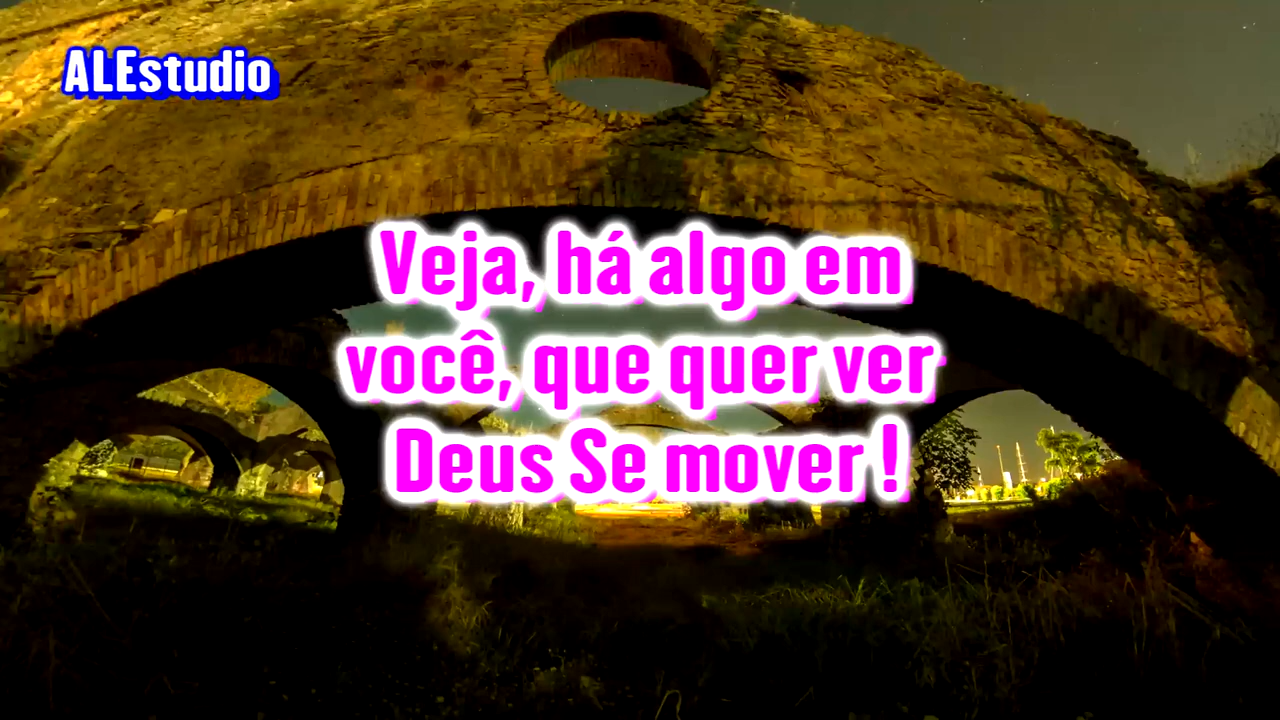 ALEstudio
Veja, há algo em
você, que quer ver
Deus Se mover !